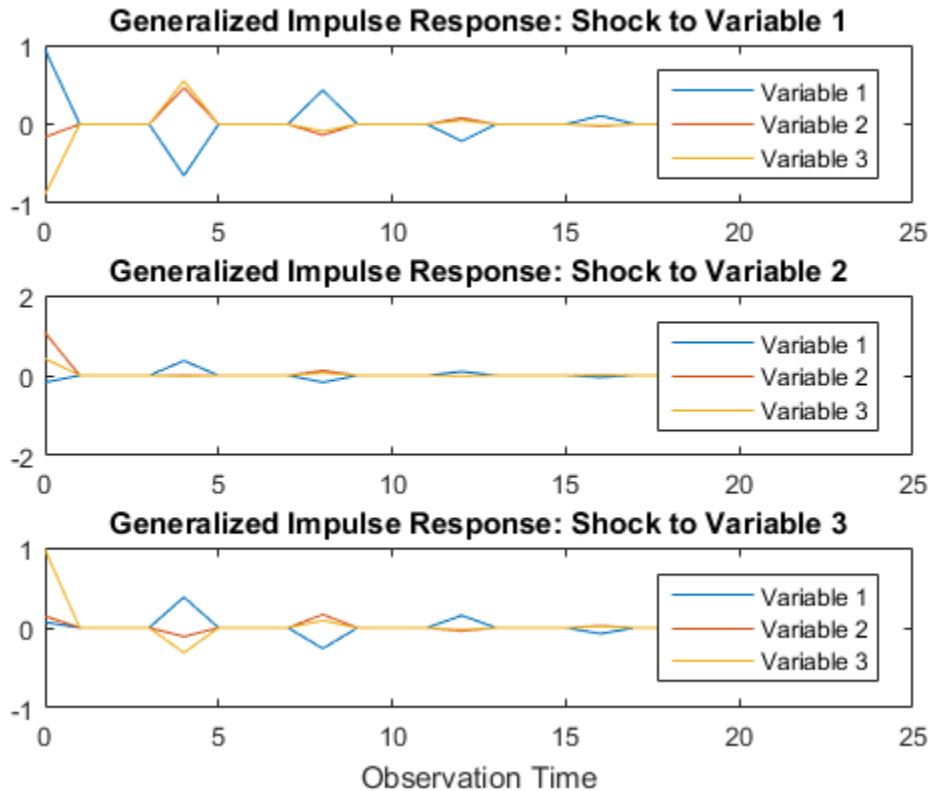 Generalized Impulse Response: Shock to Variable 1
1
0
-1
Variable 1
Variable 2
Variable 3
0 5 10 15 20 25
Generalized Impulse Response: Shock to Variable 2
2
0
-2
Variable 1
Variable 2
Variable 3
0 5 10 15 20 25
Generalized Impulse Response: Shock to Variable 3
1
0
-1
Variable 1
Variable 2
Variable 3
0 5 10 15 20 25
Observation Time